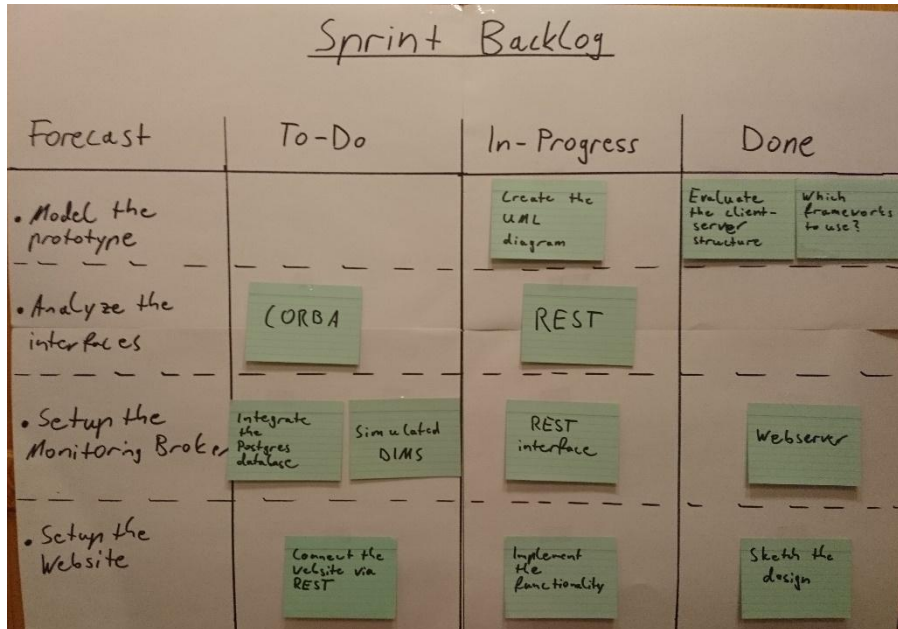 Sprint Backlog
Forecast
To-Do
In-Progress
Done
• Model the
prototype
Create the
UML
diagram
Evaluate
the client-
server
structure
Which
frameworks
to use?
• Analyze the
interfaces
CORBA
REST
• Setup the
Monitoring Broker
Integrate
the
Postgres
database
Simulated
DIMS
REST
interface
Webserver
• Setup the
Website
Connect the
website via
REST
Implement
the
functionality
Sketch the
design